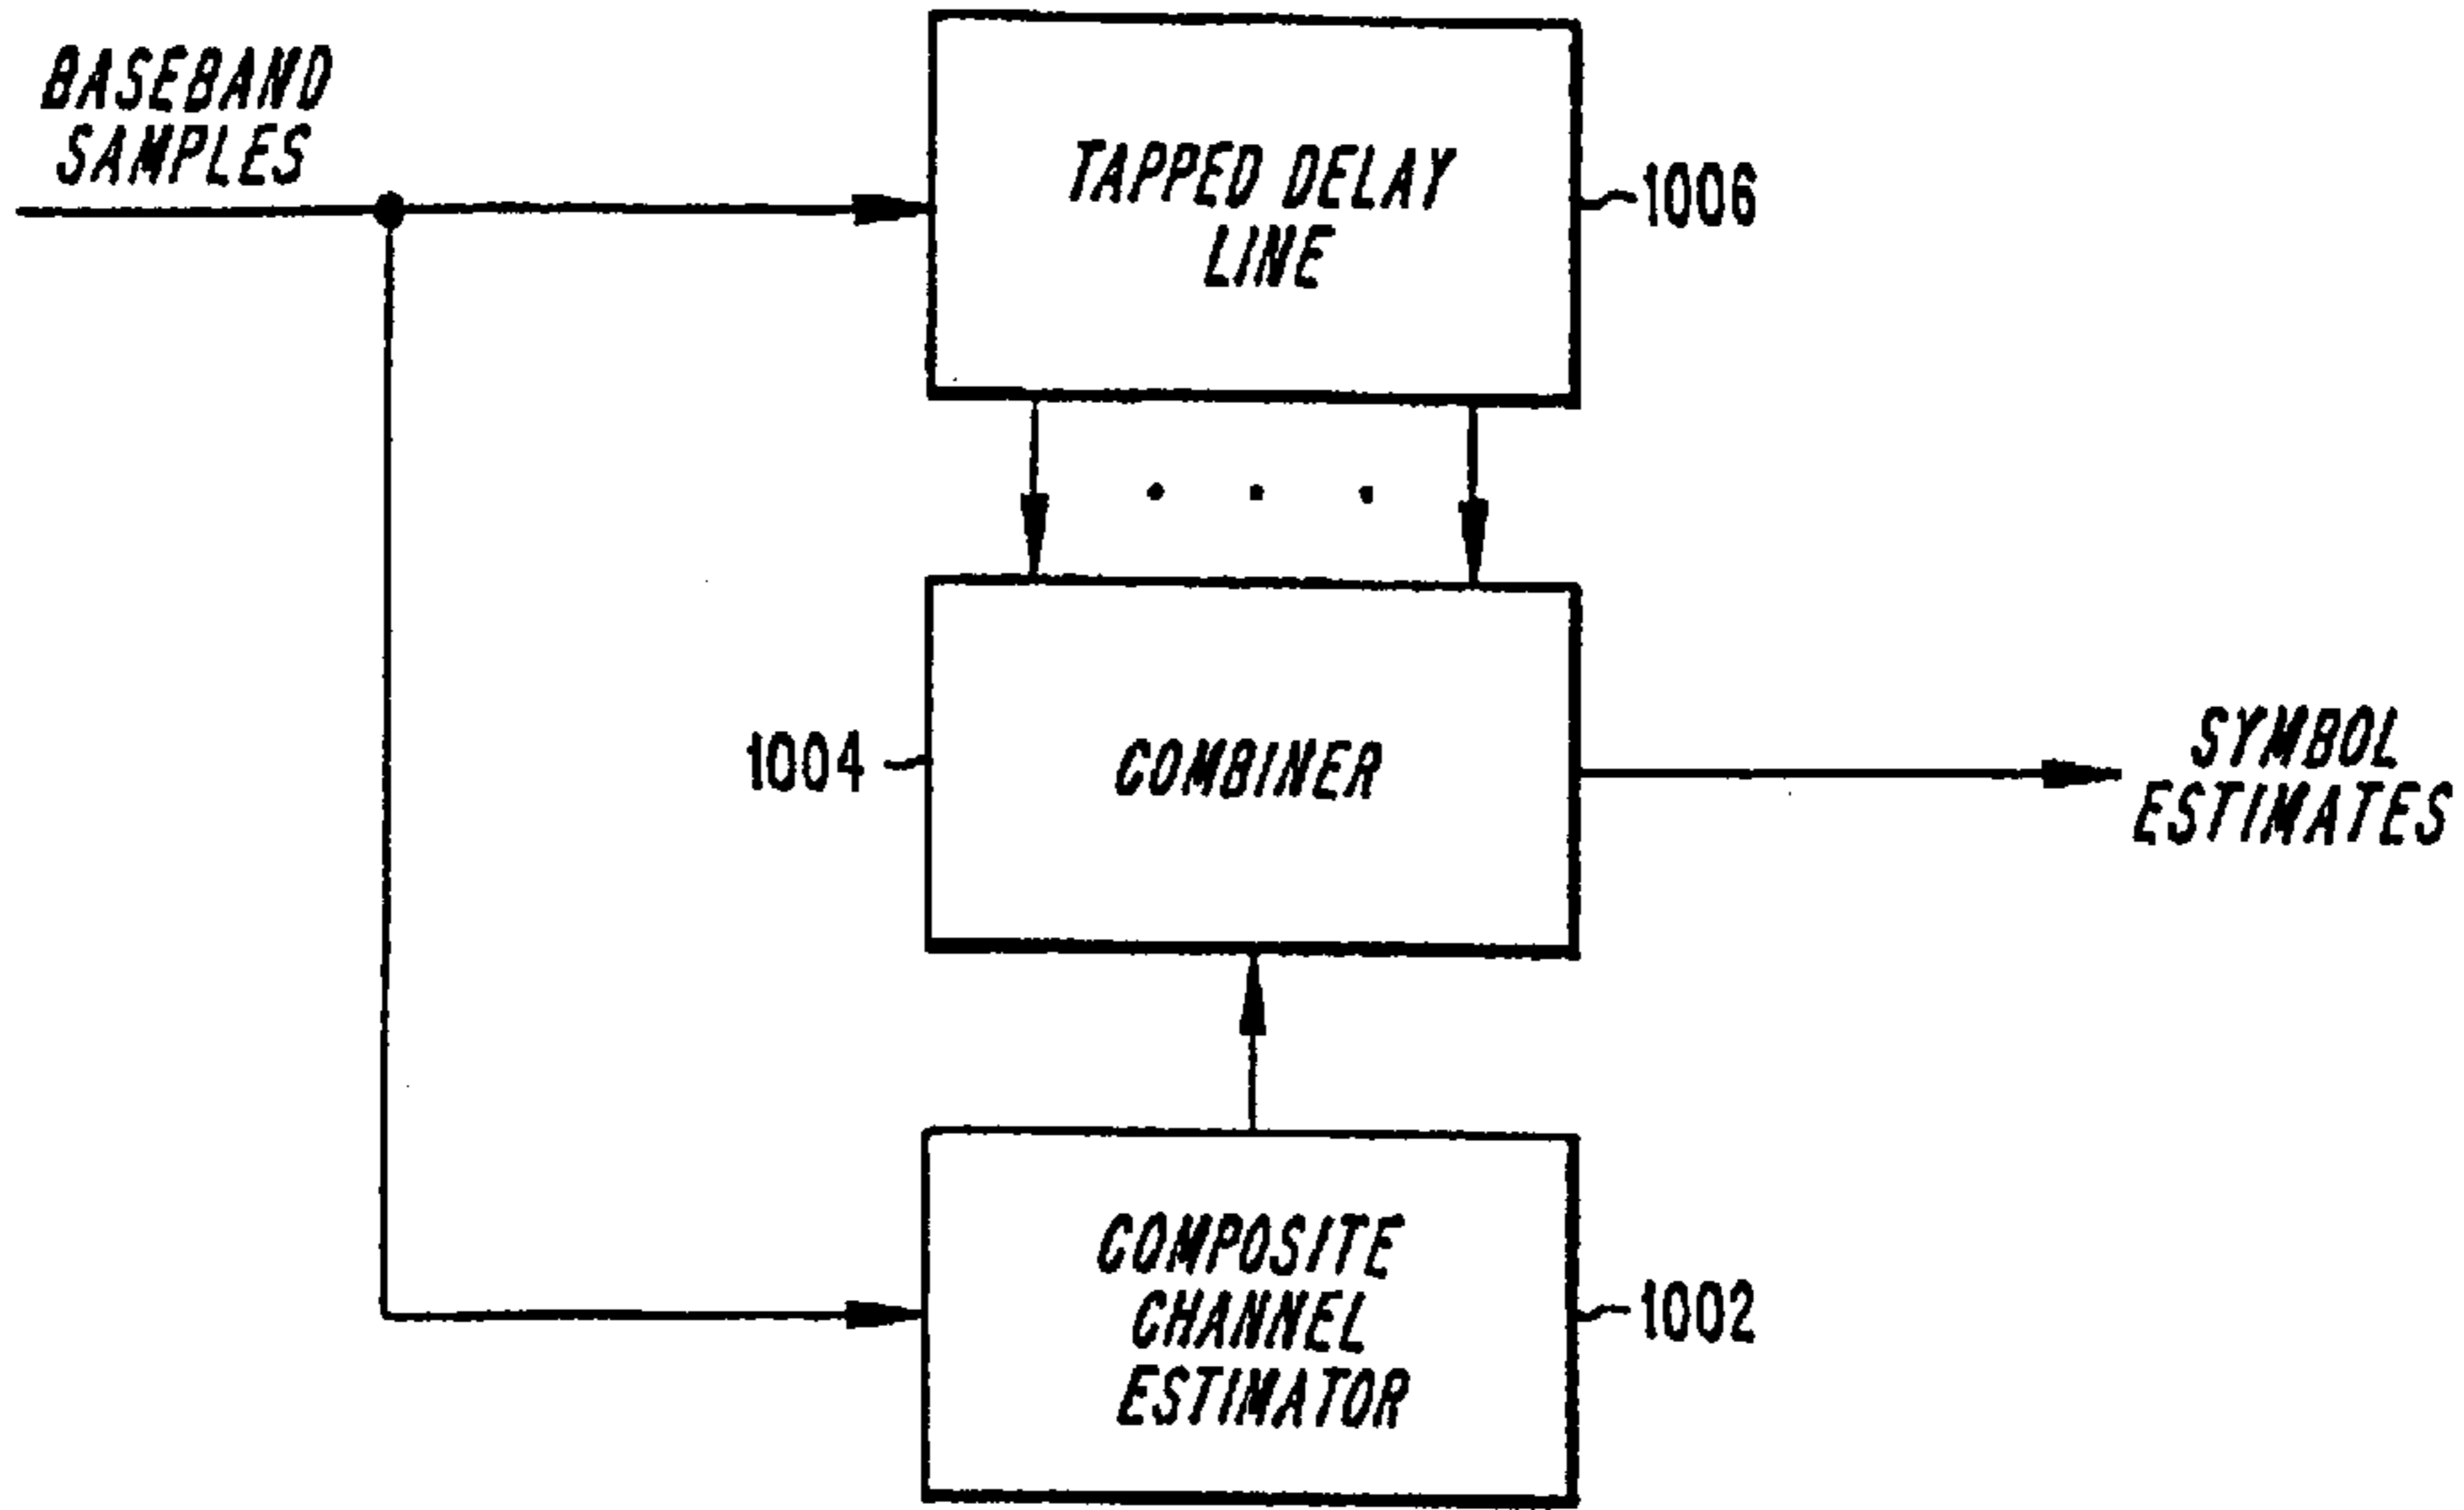 BASEBAND
SAMPLES
TAPPED DELAY
LINE
1006
1004
COMBINER
SYMBOL
ESTIMATES
COMPOSITE
CHANNEL
ESTIMATOR
1002